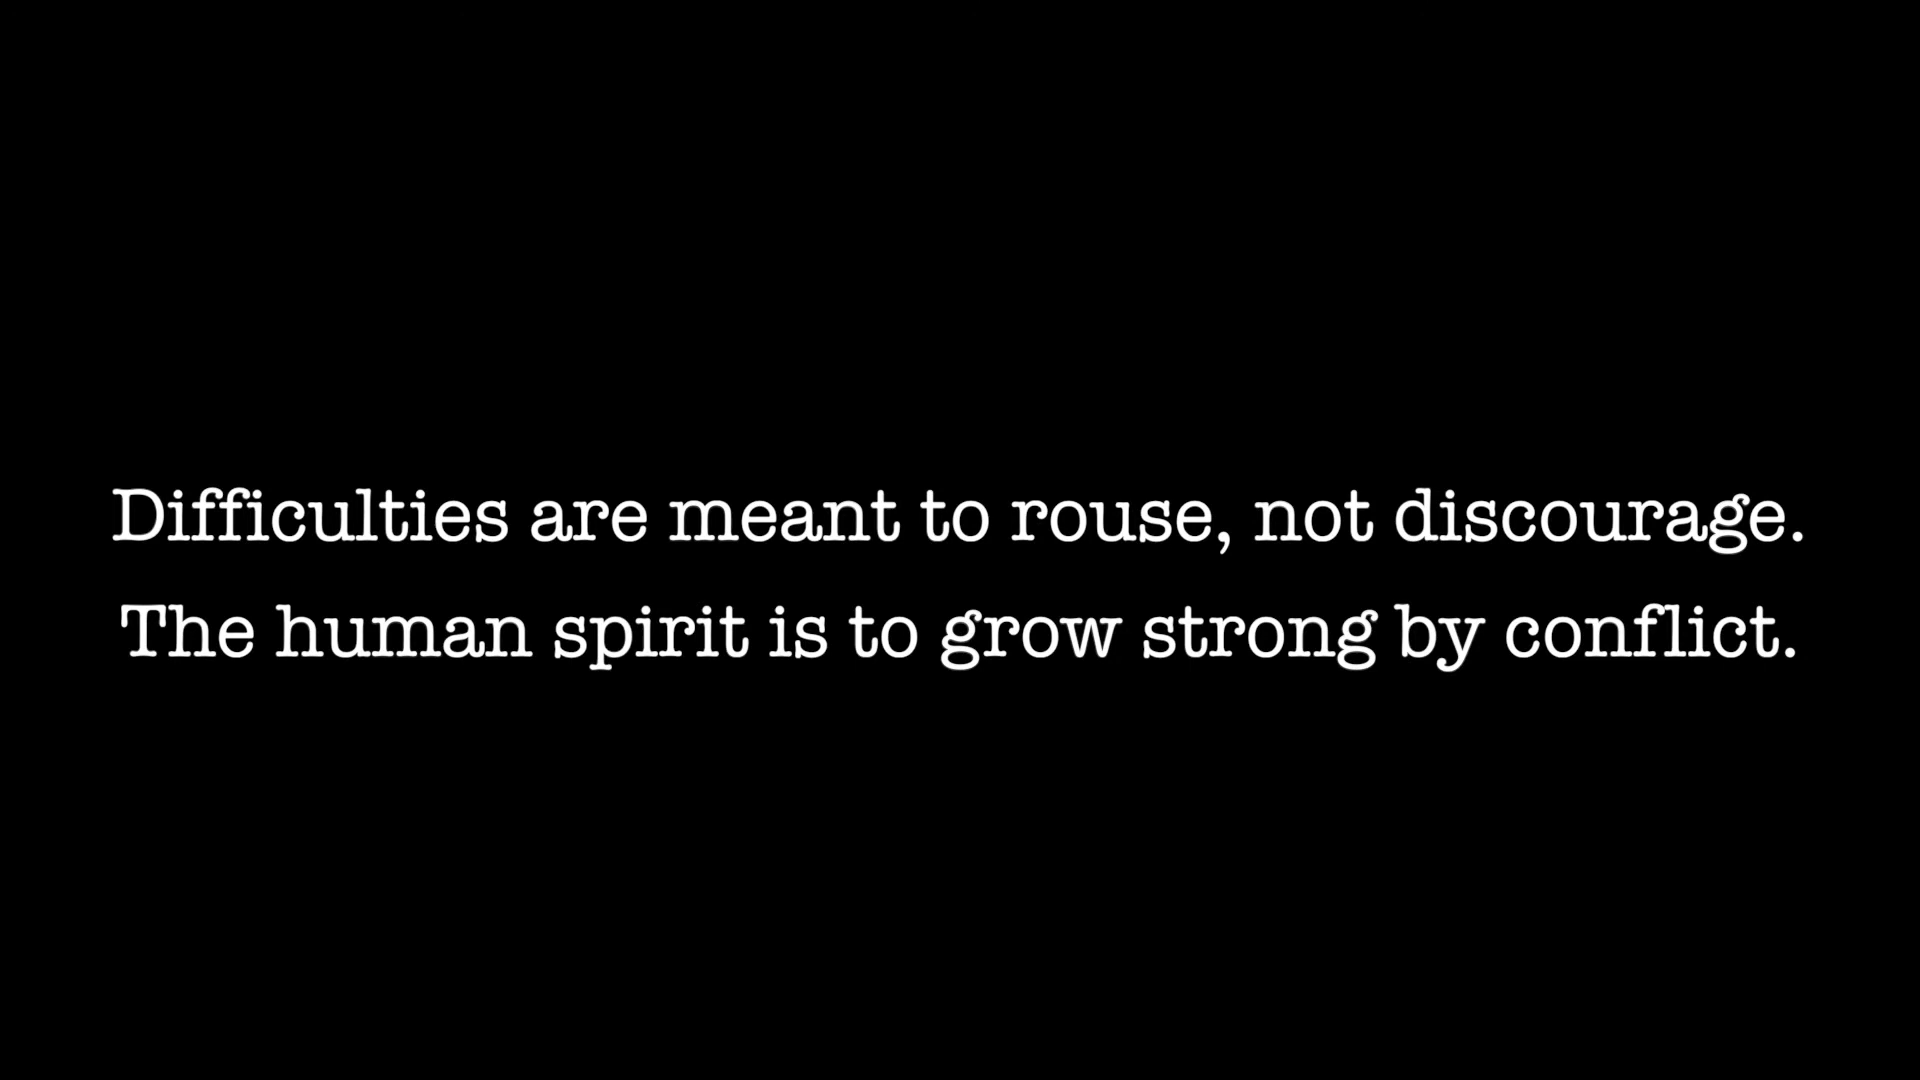 Difficulties are meant to rouse, not discourage.
The human spirit is to grow strong by conflict.